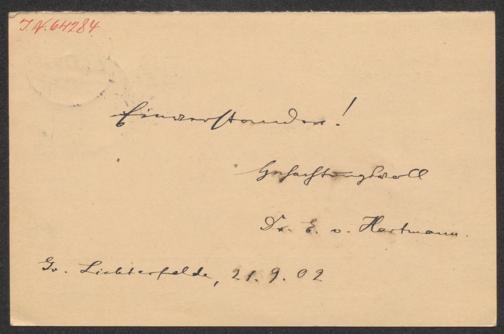 I.N. 64284
Einverstanden!
Hochachtungsvoll
Dr. E. v. Hartmann.
Gr. Lichterfelde, 21.9.02